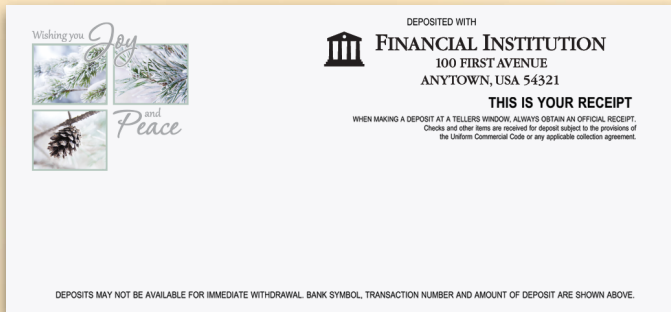 Wishing you Joy
and
Peace
DEPOSITED WITH
FINANCIAL INSTITUTION
100 FIRST AVENUE
ANYTOWN, USA 54321
THIS IS YOUR RECEIPT
WHEN MAKING A DEPOSIT AT A TELLERS WINDOW, ALWAYS OBTAIN AN OFFICIAL RECEIPT.
Checks and other items are received for deposit subject to the provisions of
the Uniform Commercial Code or any applicable collection agreement.
DEPOSITS MAY NOT BE AVAILABLE FOR IMMEDIATE WITHDRAWAL. BANK SYMBOL, TRANSACTION NUMBER AND AMOUNT OF DEPOSIT ARE SHOWN ABOVE.